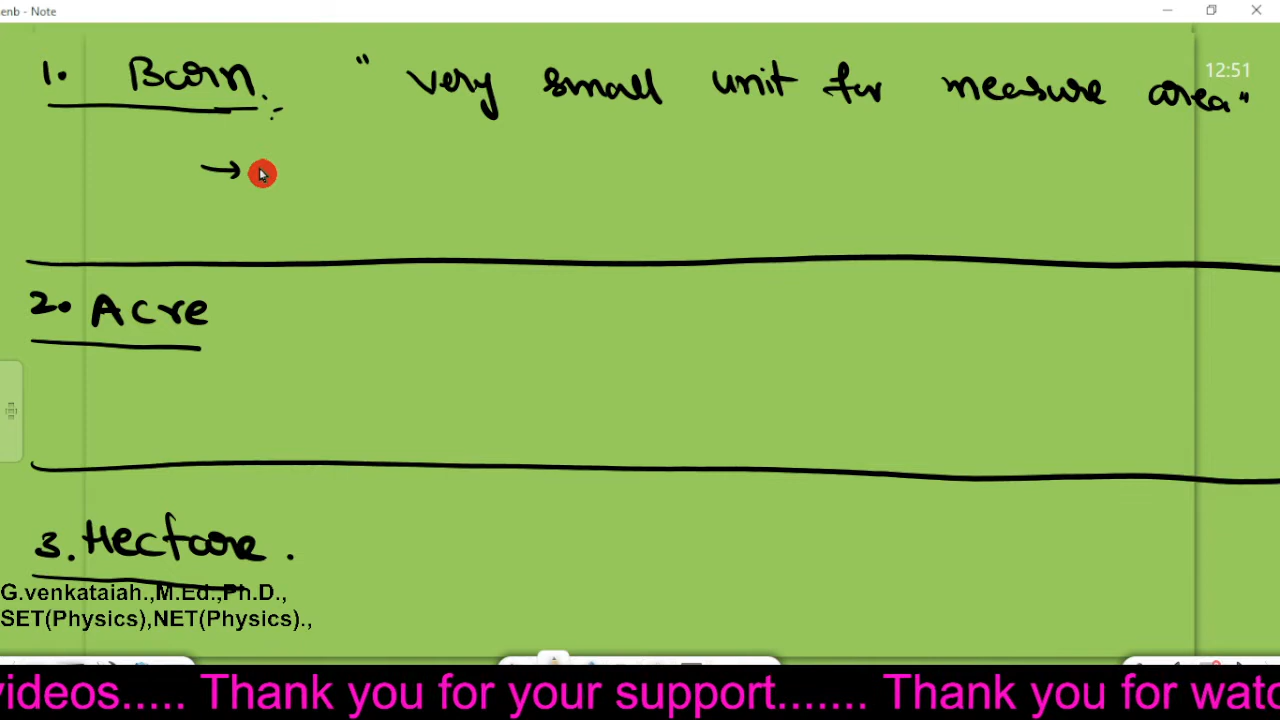 enb - Note
1. Barn :- " very small unit for measure area"
12:51
→
2. Acre
3. Hectare .
G.venkataiah.,M.Ed.,Ph.D.,
SET(Physics),NET(Physics).,
videos..... Thank you for your support....... Thank you for watc